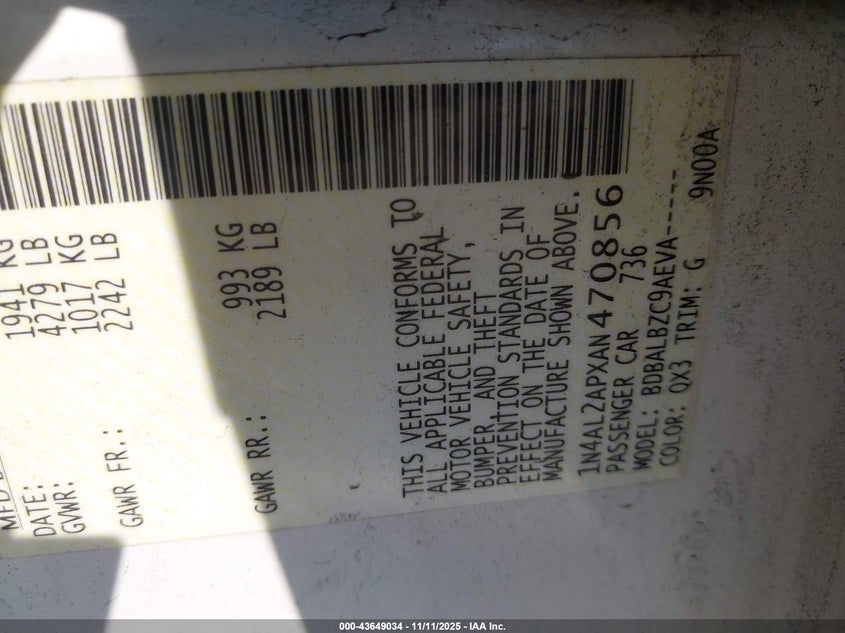 MFD
DATE:
GVWR: 1941 KG
4279 LB
GAWR FR.: 1017 KG
2242 LB
GAWR RR.: 993 KG
2189 LB
THIS VEHICLE CONFORMS TO
ALL APPLICABLE FEDERAL
MOTOR VEHICLE SAFETY,
BUMPER, AND THEFT
PREVENTION STANDARDS IN
EFFECT ON THE DATE OF
MANUFACTURE SHOWN ABOVE.
1N4AL2APXAN470856
PASSENGER CAR 736
MODEL: BDBALBZC9AEVA-----
COLOR: QX3 TRIM: G 9N00A
000-43649034 - 11/11/2025 - IAA Inc.